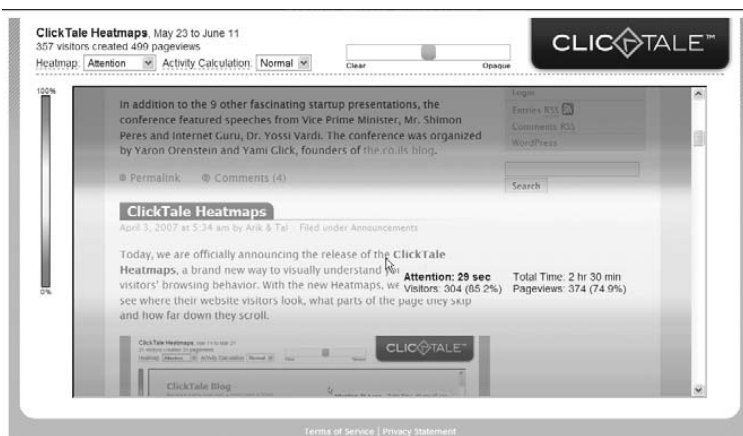 ClickTale Heatmaps, May 23 to June 11
357 visitors created 499 pageviews
Heatmap: Attention Activity Calculation: Normal
Clear Opaque
CLICTALE™
100%
0%
In addition to the 9 other fascinating startup presentations, the
conference featured speeches from Vice Prime Minister, Mr. Shimon
Peres and Internet Guru, Dr. Yossi Vardi. The conference was organized
by Yaron Orenstein and Yami Glick, founders of the co.ils blog.
Permalink Comments (4)
Login
Entries RSS
Comments RSS
WordPress
Search
ClickTale Heatmaps
April 3, 2007 at 5:34 am by Arik & Tal · Filed under Announcements
Today, we are officially announcing the release of the ClickTale
Heatmaps, a brand new way to visually understand
visitors' browsing behavior. With the new Heatmaps, we
see where their website visitors look, what parts of the page they skip
and how far down they scroll.
Attention: 29 sec Total Time: 2 hr 30 min
Visitors: 304 (85.2%) Pageviews: 374 (74.9%)
ClickTale Heatmaps
CLICTALE™
ClickTale Blog
Terms of Service | Privacy Statement